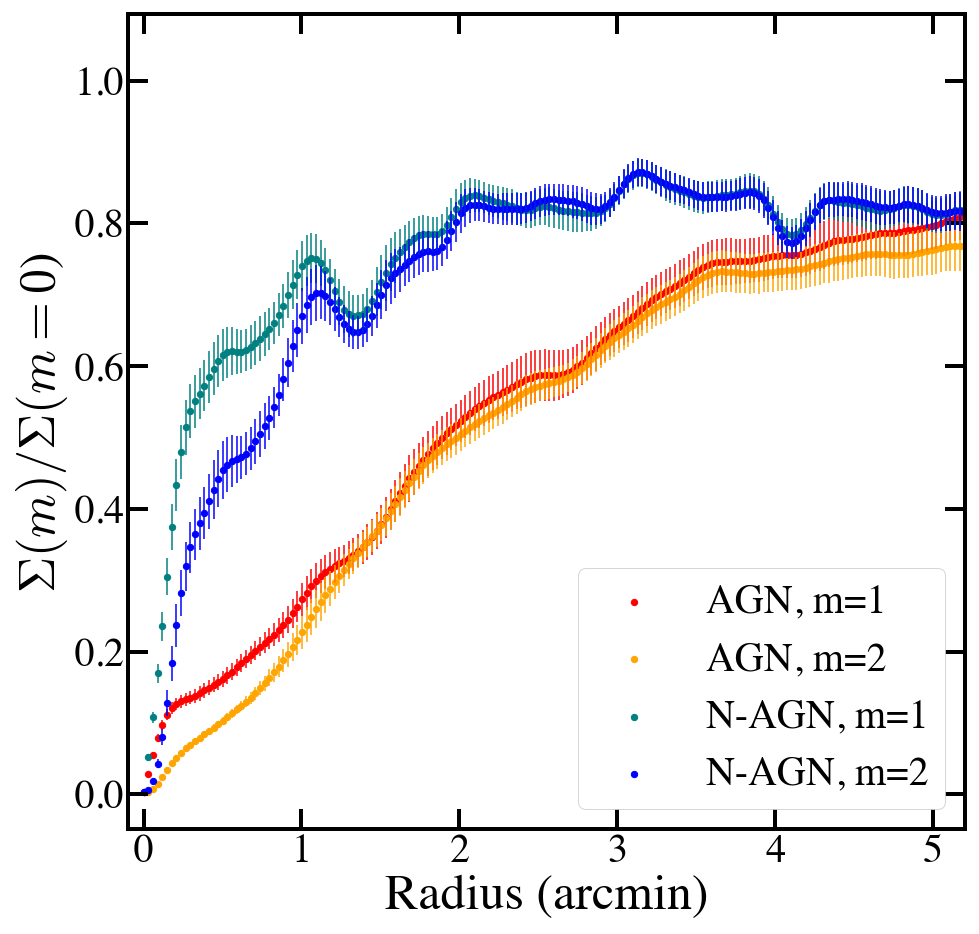 Σ(m)/Σ(m=0)
1.0
0.8
0.6
0.4
0.2
0.0
AGN, m=1
AGN, m=2
N-AGN, m=1
N-AGN, m=2
0 1 2 3 4 5
Radius (arcmin)